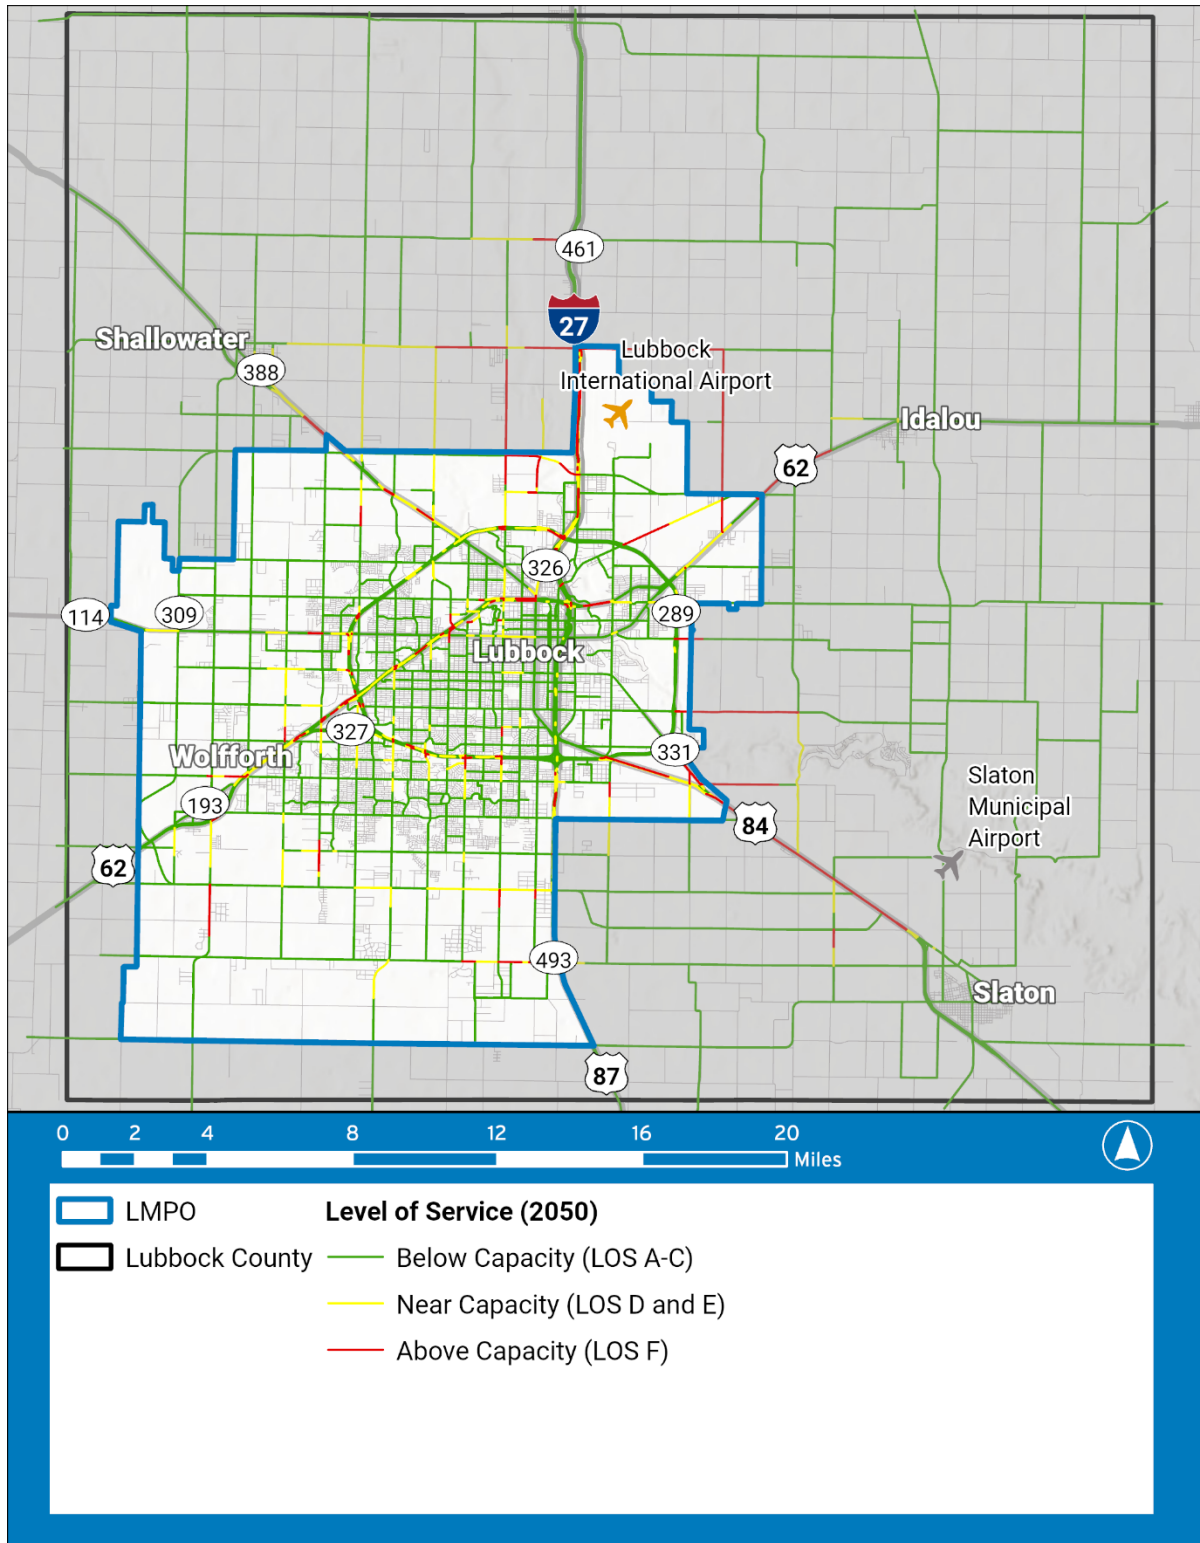 461
27
Shallowater
Lubbock
International Airport
388
Idalou
62
326
114
309
289
Lubbock
327
331
Wolfforth
Slaton
Municipal
Airport
193
84
62
493
Slaton
87
0 2 4 8 12 16 20
Miles
LMPO
Lubbock County
Level of Service (2050)
Below Capacity (LOS A-C)
Near Capacity (LOS D and E)
Above Capacity (LOS F)